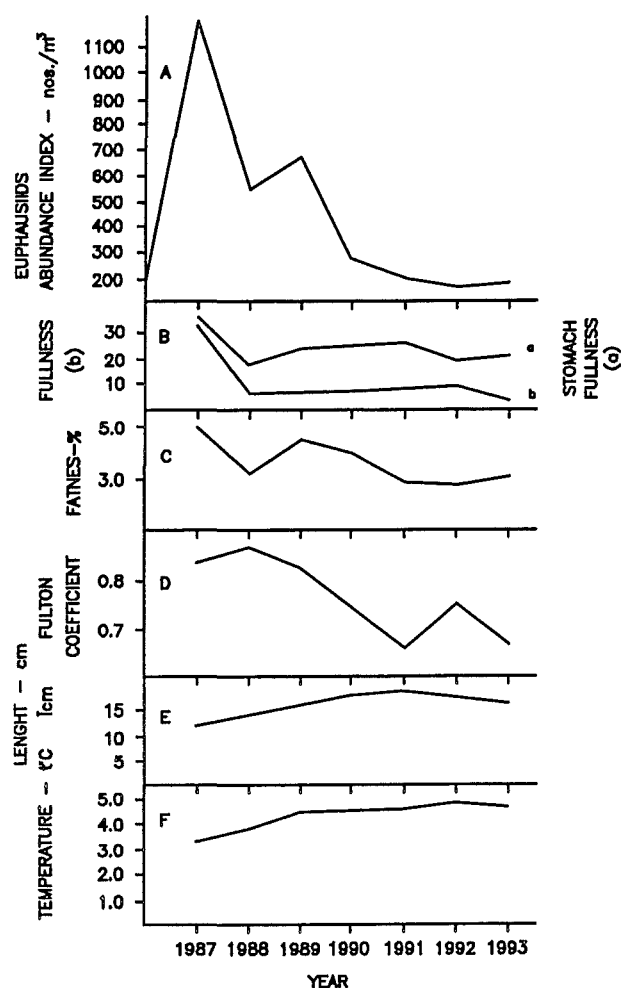 EUPHAUSIIDS
ABUNDANCE INDEX – nos./m³
1100
1000
900
800
700
600
500
400
300
200
A
FULLNESS
(b)
30
20
10
B
a
b
STOMACH
FULLNESS
(a)
FATNES–%
5.0
3.0
C
FULTON
COEFFICIENT
0.8
0.7
D
LENGHT – cm
15
10
5
E
TEMPERATURE –
5.0
4.0
3.0
2.0
1.0
F
1987 1988 1989 1990 1991 1992 1993
YEAR